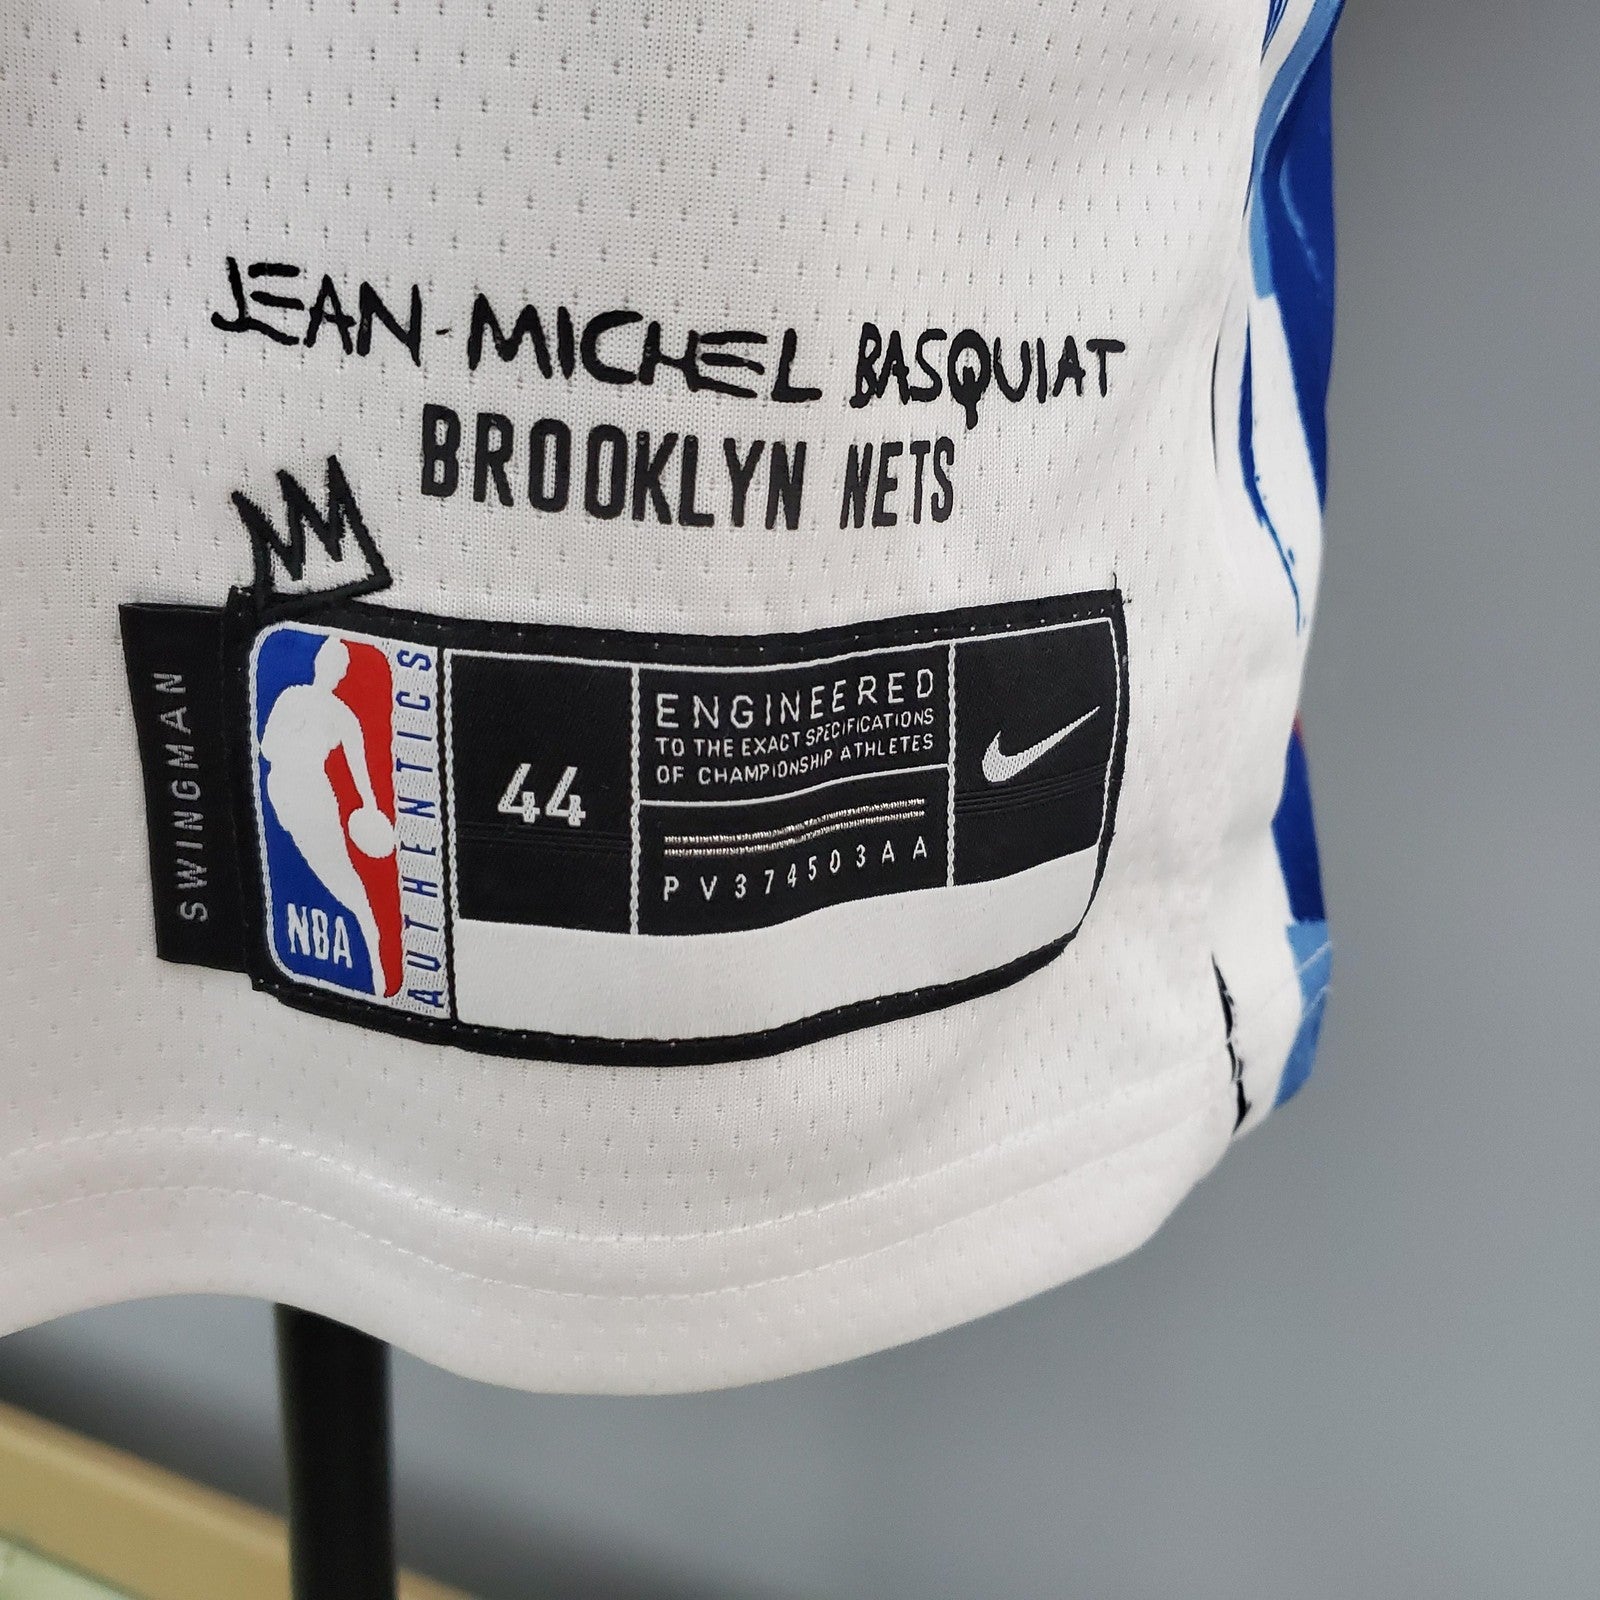 JEAN-MICHEL BASQUIAT
BROOKLYN NETS
SWINGMAN
NBA
AUTHENTICS
44
ENGINEERED
TO THE EXACT SPECIFICATIONS
OF CHAMPIONSHIP ATHLETES
PV374503AA